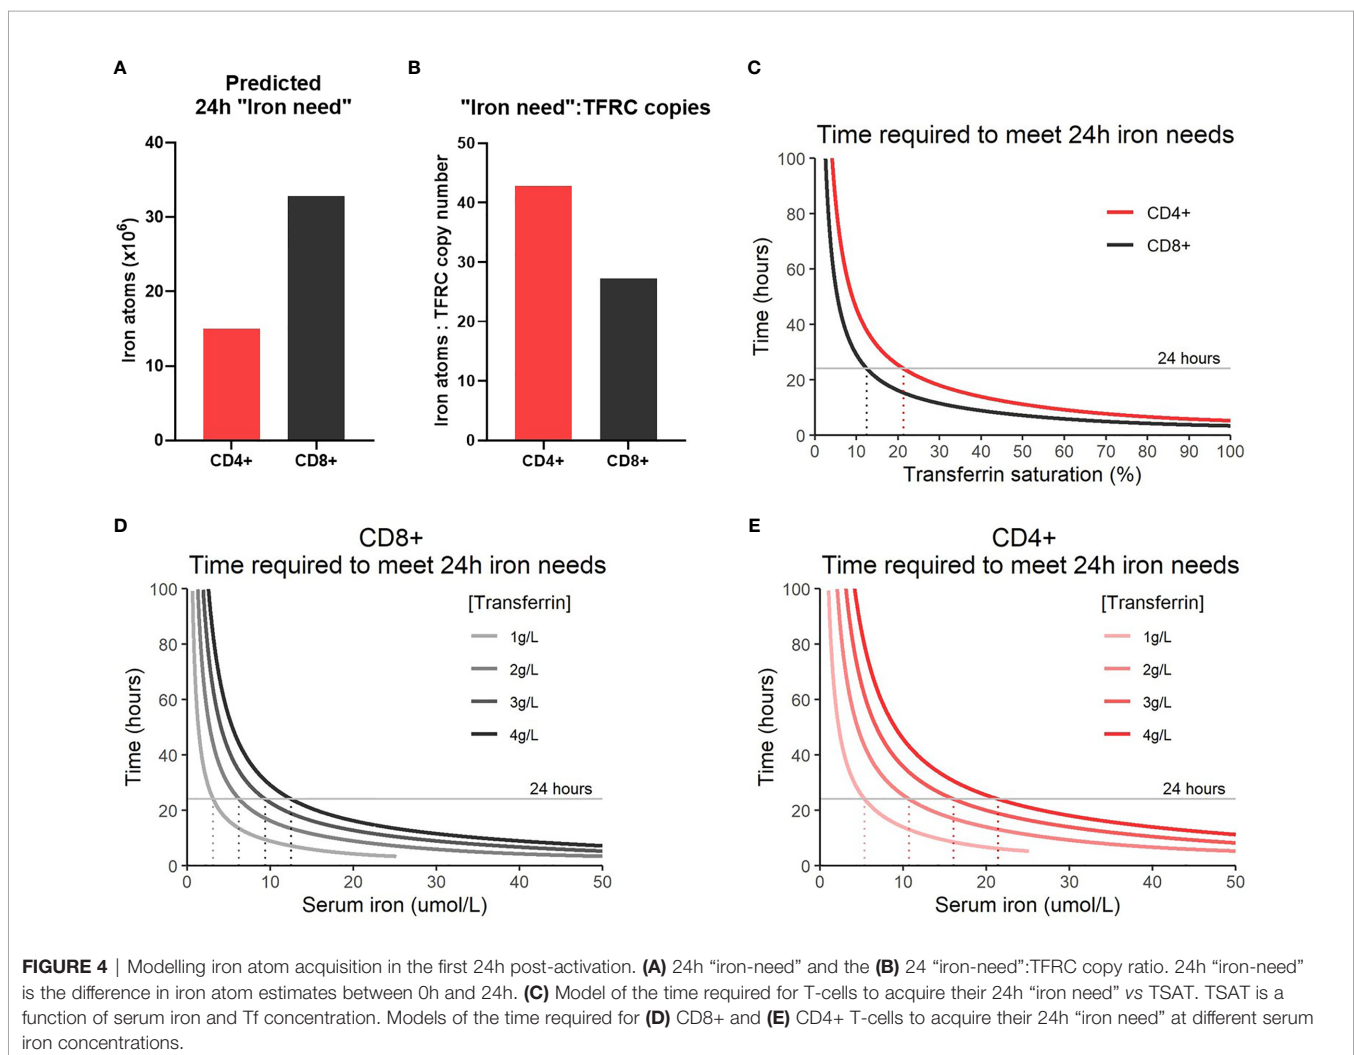 A
Predicted
24h "Iron need"
Iron atoms (x10⁶)
40
30
20
10
0
CD4+
CD8+
B
"Iron need":TFRC copies
Iron atoms : TFRC copy number
50
40
30
20
10
0
CD4+
CD8+
C
Time required to meet 24h iron needs
Time (hours)
100
80
60
40
20
0
CD4+
CD8+
24 hours
0 10 20 30 40 50 60 70 80 90 100
Transferrin saturation (%)
D
CD8+
Time required to meet 24h iron needs
Time (hours)
100
80
60
40
20
0
[Transferrin]
1g/L
2g/L
3g/L
4g/L
24 hours
0 10 20 30 40 50
Serum iron (umol/L)
E
CD4+
Time required to meet 24h iron needs
Time (hours)
100
80
60
40
20
0
[Transferrin]
1g/L
2g/L
3g/L
4g/L
24 hours
0 10 20 30 40 50
Serum iron (umol/L)
FIGURE 4 | Modelling iron atom acquisition in the first 24h post-activation. (A) 24h “iron-need” and the (B) 24 “iron-need”:TFRC copy ratio. 24h “iron-need”
is the difference in iron atom estimates between 0h and 24h. (C) Model of the time required for T-cells to acquire their 24h “iron need” vs TSAT. TSAT is a
function of serum iron and Tf concentration. Models of the time required for (D) CD8+ and (E) CD4+ T-cells to acquire their 24h “iron need” at different serum
iron concentrations.